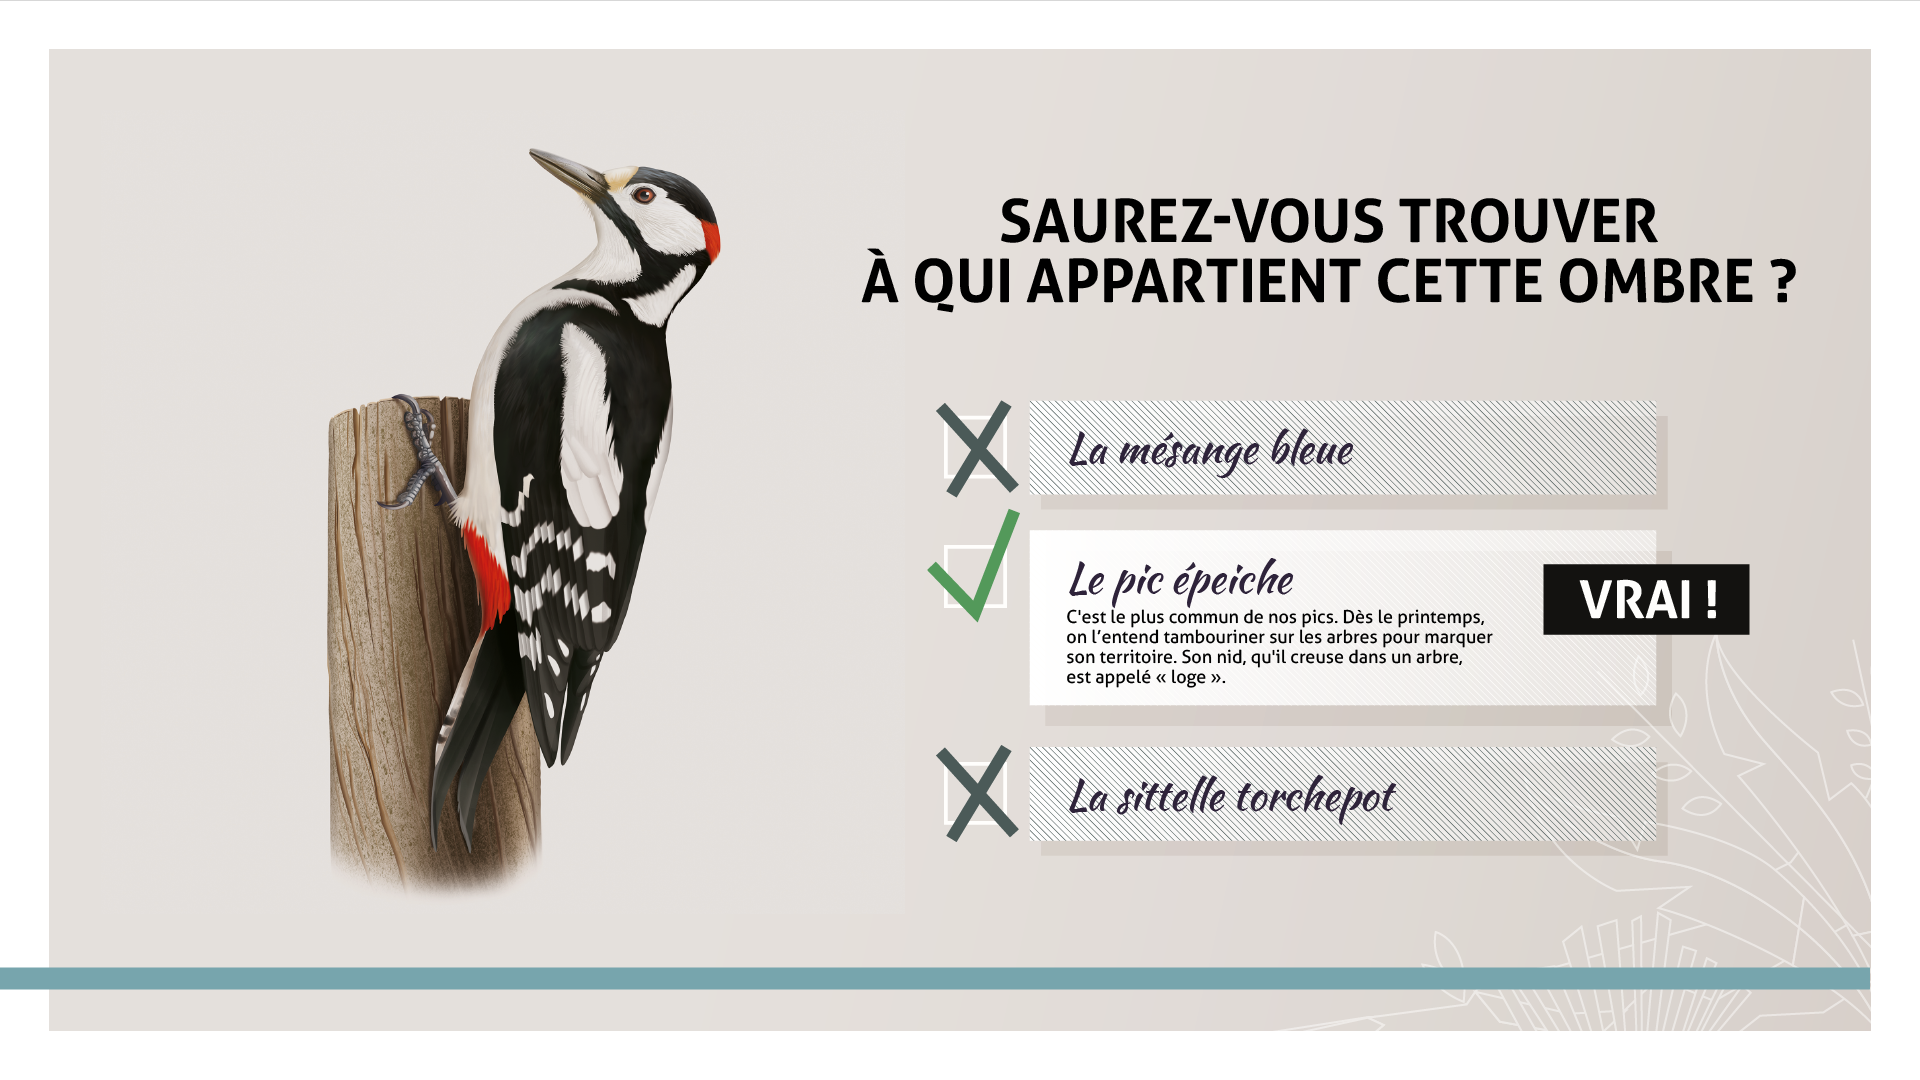 SAUREZ-VOUS TROUVER
À QUI APPARTIENT CETTE OMBRE ?
La mésange bleue
Le pic épeiche
C'est le plus commun de nos pics. Dès le printemps,
on l’entend tambouriner sur les arbres pour marquer
son territoire. Son nid, qu'il creuse dans un arbre,
est appelé « loge ».
VRAI !
La sittelle torchepot